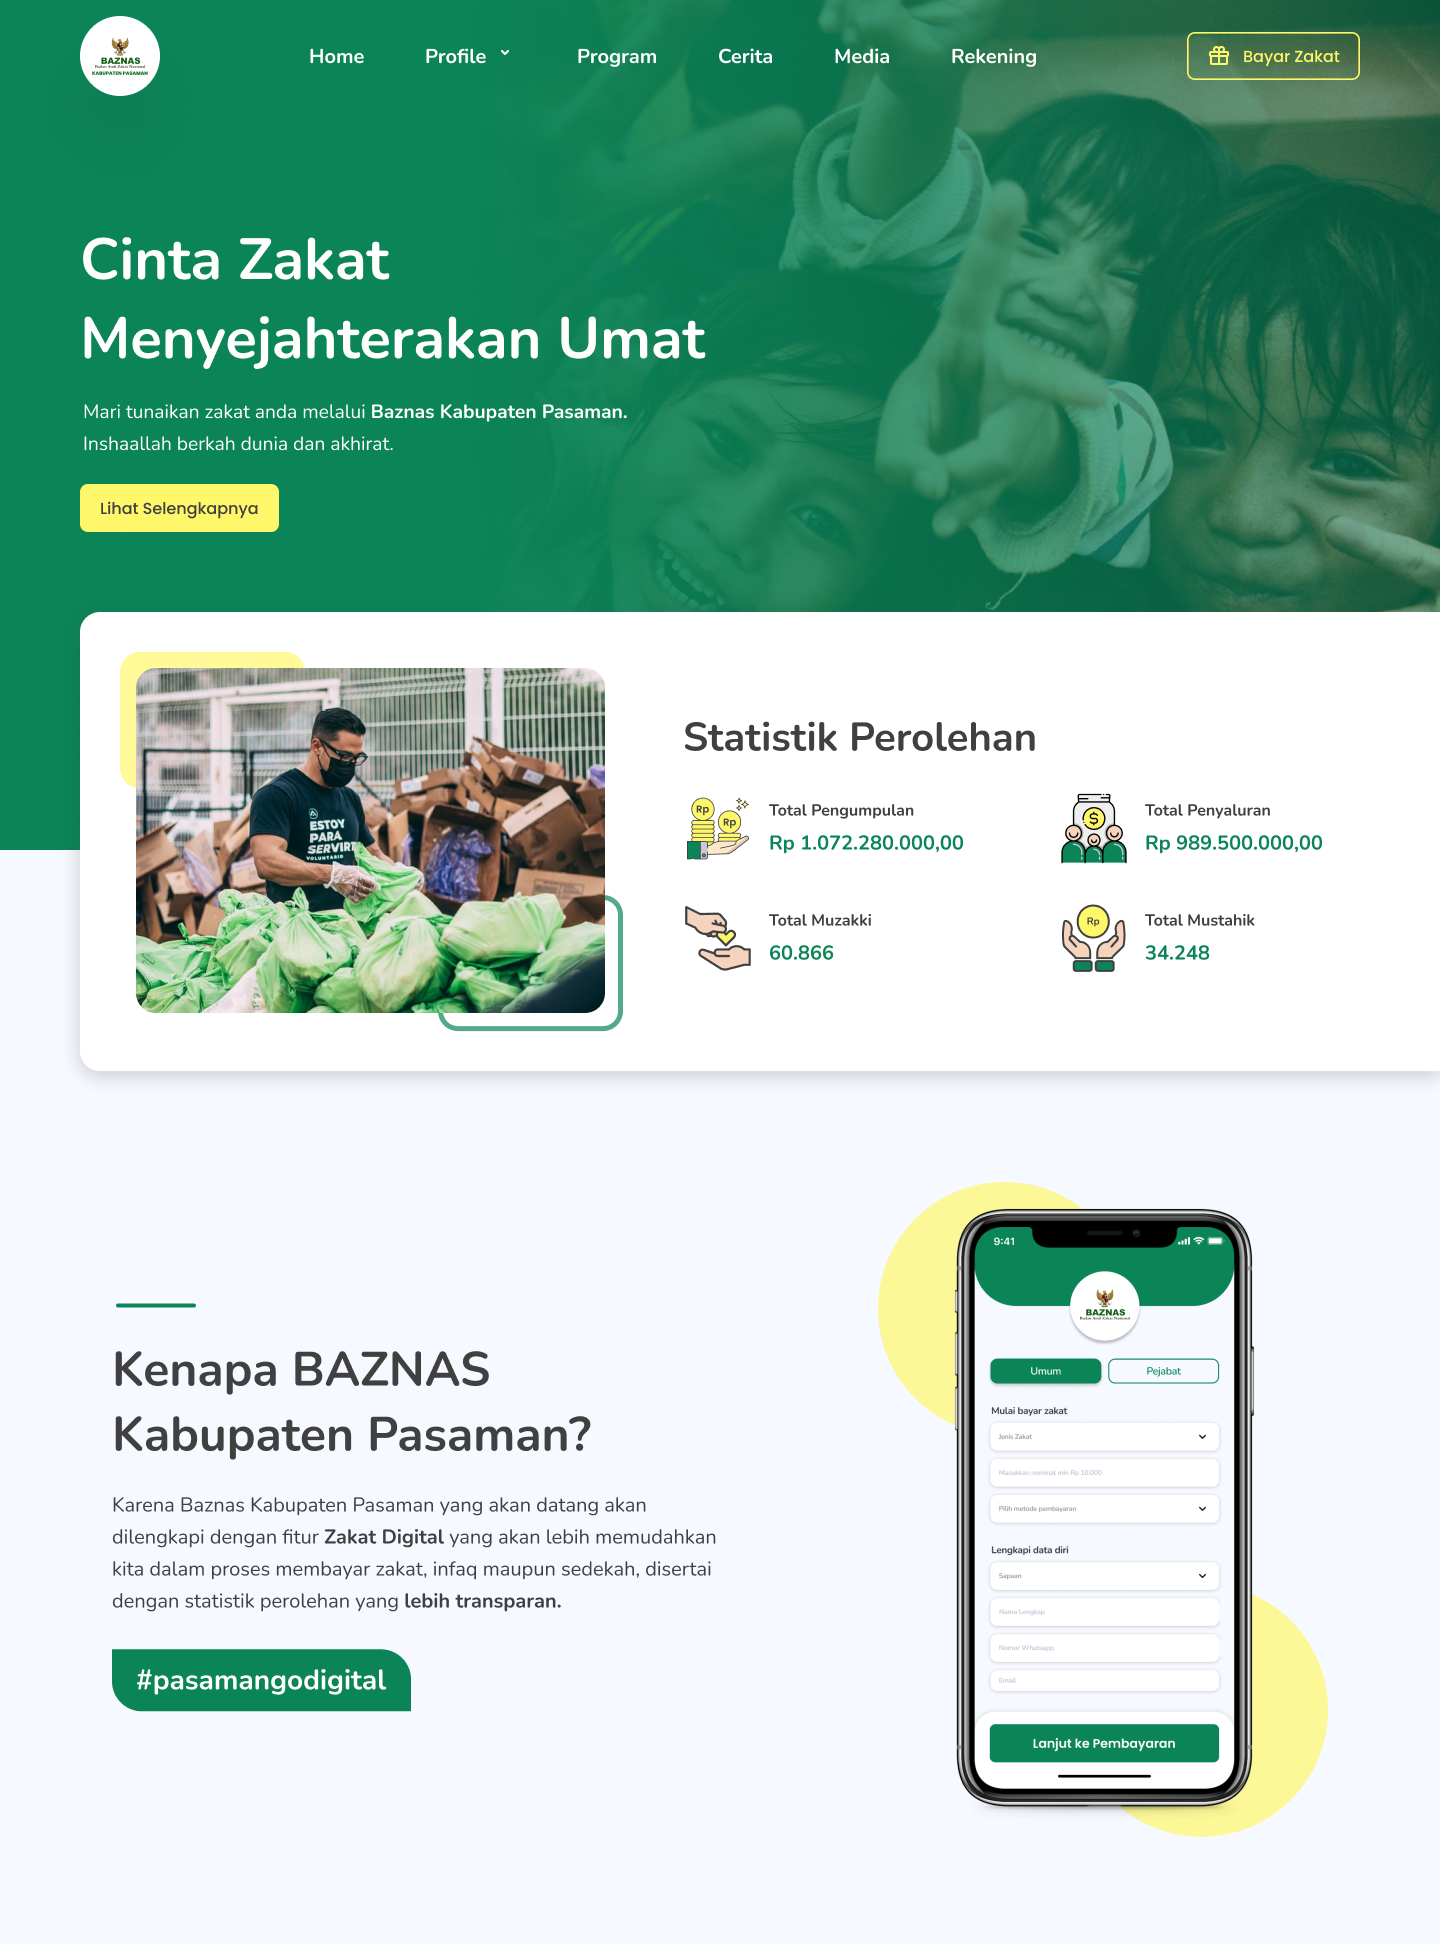 BAZNAS
Badan Amil Zakat Nasional
KABUPATEN PASAMAN
Home
Profile
Program
Cerita
Media
Rekening
Bayar Zakat
Cinta Zakat
Menyejahterakan Umat
Mari tunaikan zakat anda melalui Baznas Kabupaten Pasaman.
Inshaallah berkah dunia dan akhirat.
Lihat Selengkapnya
ESTOY
PARA
SERVIRTE
VOLUNTARIO
Statistik Perolehan
Rp
Rp
Total Pengumpulan
Rp 1.072.280.000,00
$
Total Penyaluran
Rp 989.500.000,00
Total Muzakki
60.866
Rp
Total Mustahik
34.248
Kenapa BAZNAS
Kabupaten Pasaman?
Karena Baznas Kabupaten Pasaman yang akan datang akan
dilengkapi dengan fitur Zakat Digital yang akan lebih memudahkan
kita dalam proses membayar zakat, infaq maupun sedekah, disertai
dengan statistik perolehan yang lebih transparan.
#pasamangodigital
9:41
BAZNAS
Badan Amil Zakat Nasional
Umum
Pejabat
Mulai bayar zakat
Jenis Zakat
Masukkan nominal min Rp 10.000
Pilih metode pembayaran
Lengkapi data diri
Sapaan
Nama Lengkap
Nomor Whatsapp
Email
Lanjut ke Pembayaran